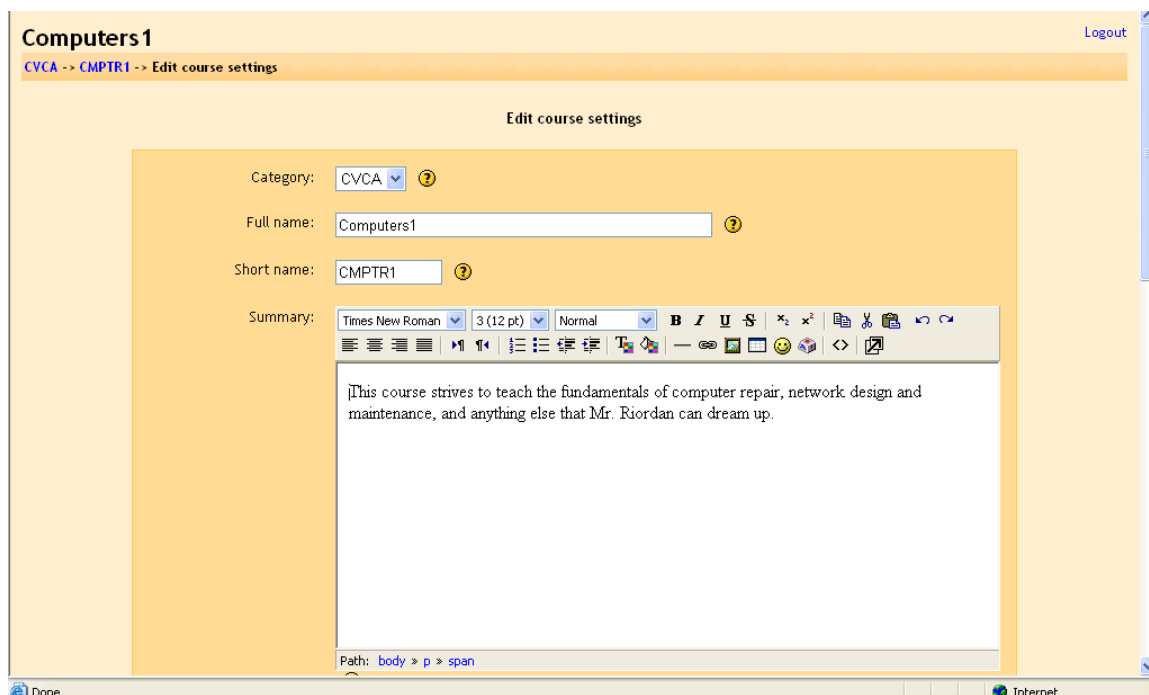 Computers1
Logout
CVCA -> CMPTR1 -> Edit course settings
Edit course settings
Category: CVCA
Full name: Computers1
Short name: CMPTR1
Summary: Times New Roman 3 (12 pt) Normal B I U S x₂ x²
This course strives to teach the fundamentals of computer repair, network design and
maintenance, and anything else that Mr. Riordan can dream up.
Path: body » p » span
Done Internet